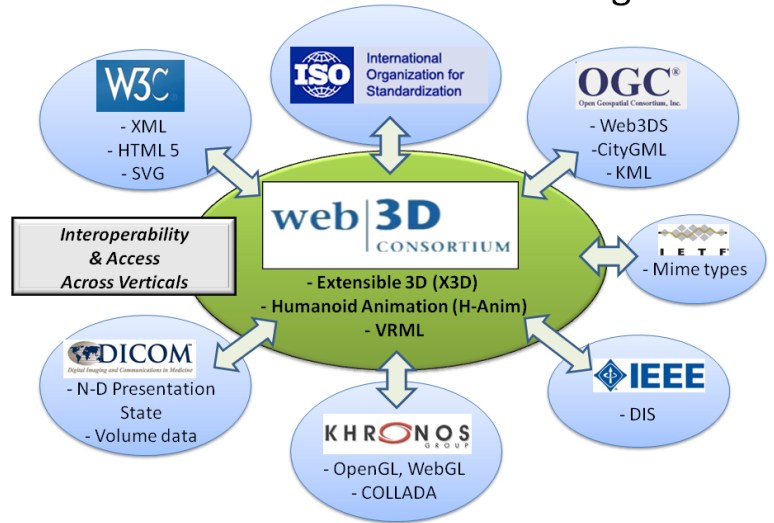 W3C
- XML
- HTML 5
- SVG
ISO
International
Organization for
Standardization
OGC®
Open Geospatial Consortium, Inc.
- Web3DS
-CityGML
- KML
Interoperability
& Access
Across Verticals
web|3D
CONSORTIUM
- Extensible 3D (X3D)
- Humanoid Animation (H-Anim)
- VRML
I E T F
- Mime types
DICOM™
Digital Imaging and Communications in Medicine
- N-D Presentation
State
- Volume data
KHRONOS
GROUP
- OpenGL, WebGL
- COLLADA
IEEE
- DIS